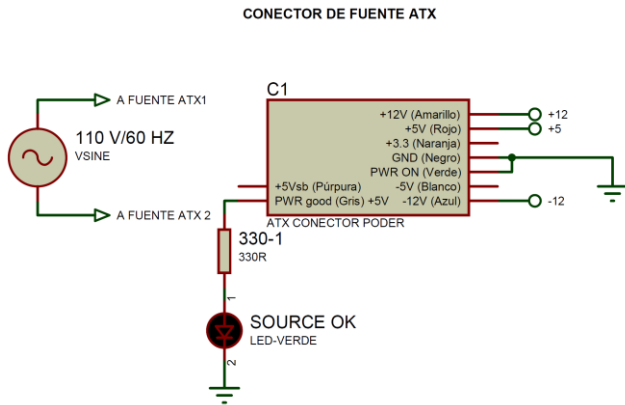 CONECTOR DE FUENTE ATX
A FUENTE ATX1
110 V/60 HZ
VSINE
A FUENTE ATX 2
C1
+12V (Amarillo)
+12
+5V (Rojo)
+5
+3.3 (Naranja)
GND (Negro)
PWR ON (Verde)
+5Vsb (Púrpura)
-5V (Blanco)
PWR good (Gris) +5V
-12V (Azul)
-12
ATX CONECTOR PODER
330-1
330R
1
SOURCE OK
LED-VERDE
2